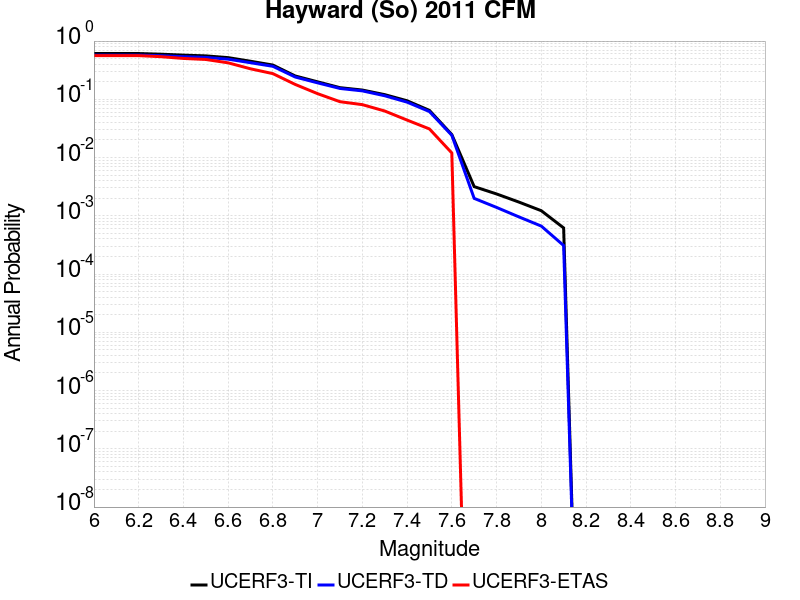 Hayward (So) 2011 CFM
10^0
10^-1
10^-2
10^-3
10^-4
10^-5
10^-6
10^-7
10^-8
Annual Probability
6 6.2 6.4 6.6 6.8 7 7.2 7.4 7.6 7.8 8 8.2 8.4 8.6 8.8 9
Magnitude
UCERF3-TI UCERF3-TD UCERF3-ETAS